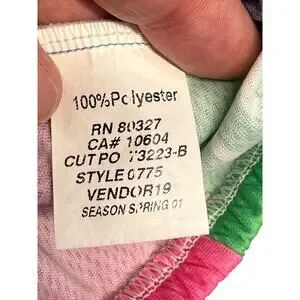 100%Polyester
RN 80327
CA# 10604
CUT PO 73223-B
STYLE 0775
VENDOR19
SEASON SPRING 01